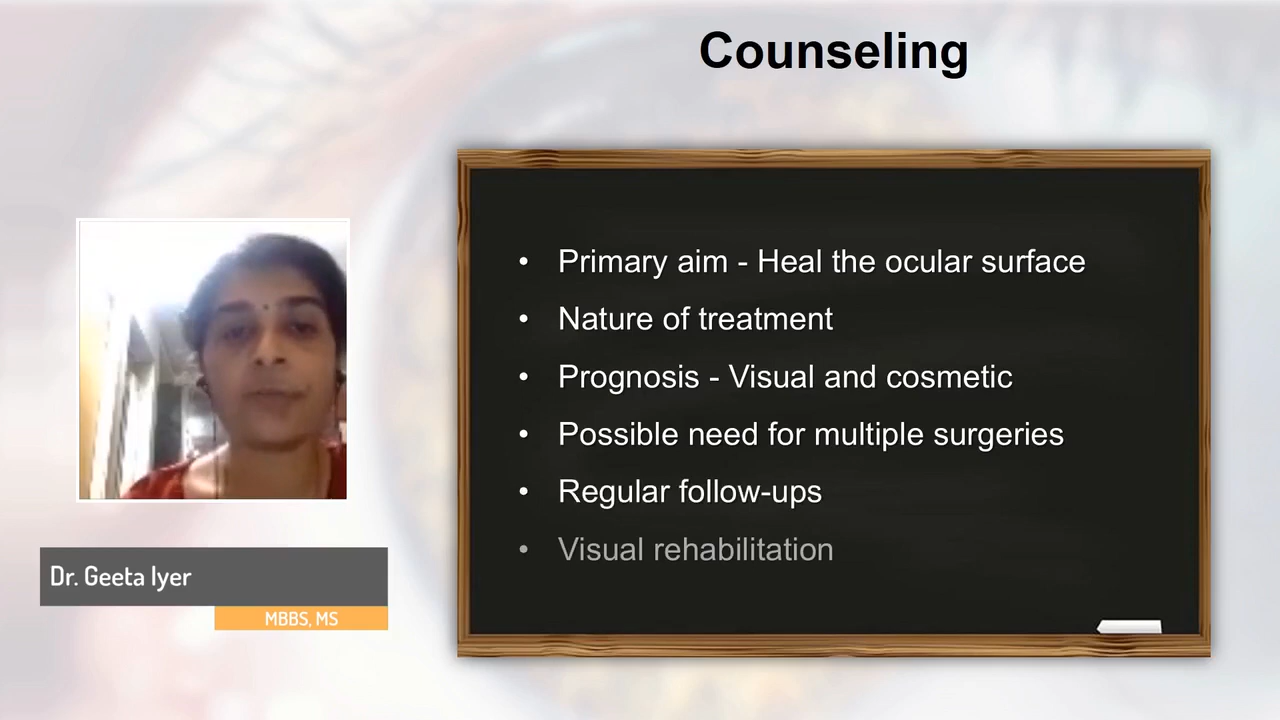 Counseling
• Primary aim - Heal the ocular surface
• Nature of treatment
• Prognosis - Visual and cosmetic
• Possible need for multiple surgeries
• Regular follow-ups
• Visual rehabilitation
Dr. Geeta Iyer
MBBS, MS